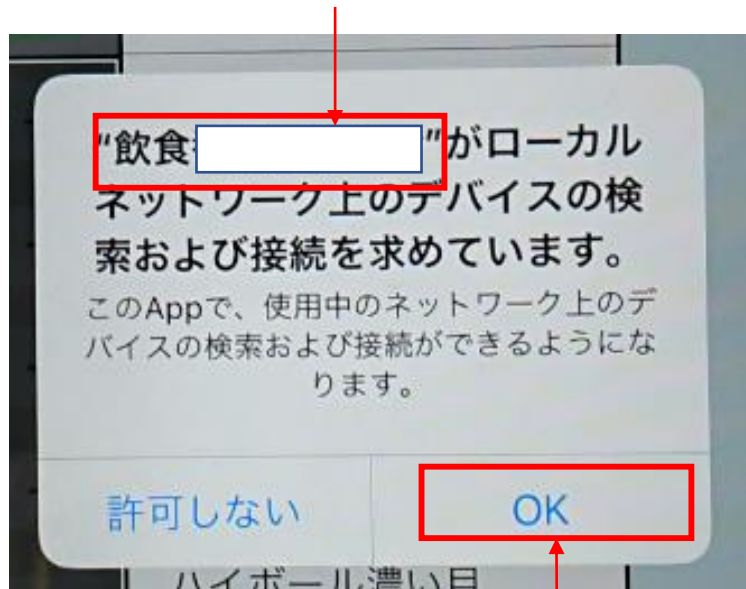 "飲食 "がローカル
ネットワーク上のデバイスの検
索および接続を求めています。
このAppで、使用中のネットワーク上のデ
バイスの検索および接続ができるようにな
ります。
許可しない
OK
ハイボール濃い目